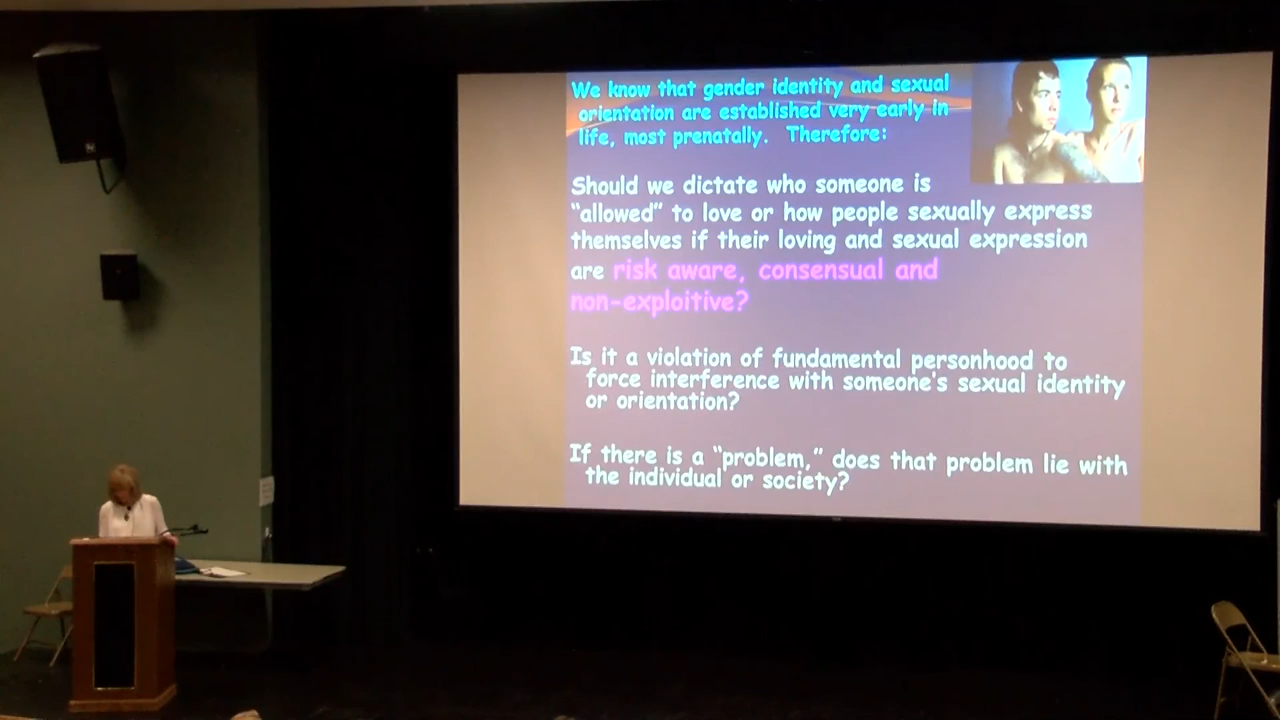 We know that gender identity and sexual
orientation are established very early in
life, most prenatally. Therefore:
Should we dictate who someone is
“allowed” to love or how people sexually express
themselves if their loving and sexual expression
are risk aware, consensual and
non-exploitive?
Is it a violation of fundamental personhood to
force interference with someone's sexual identity
or orientation?
If there is a “problem,” does that problem lie with
the individual or society?